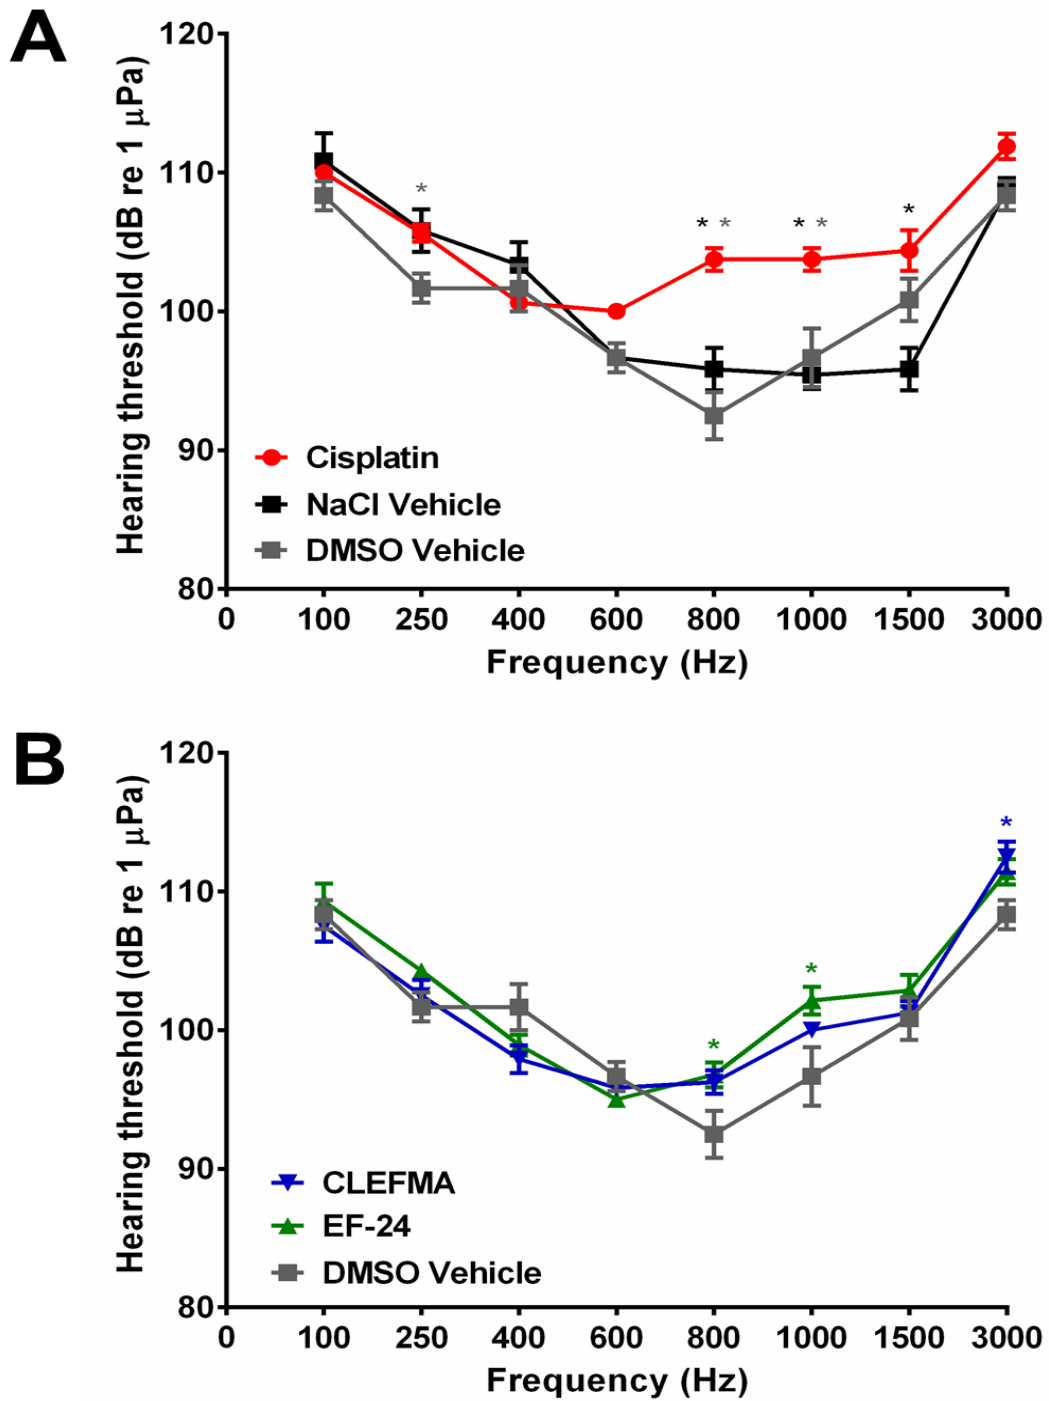 A
Hearing threshold (dB re 1 μPa)
120
110
100
90
80
*
* *
* *
*
Cisplatin
NaCl Vehicle
DMSO Vehicle
0 100 250 400 600 800 1000 1500 3000
Frequency (Hz)
B
Hearing threshold (dB re 1 μPa)
120
110
100
90
80
*
*
*
CLEFMA
EF-24
DMSO Vehicle
0 100 250 400 600 800 1000 1500 3000
Frequency (Hz)